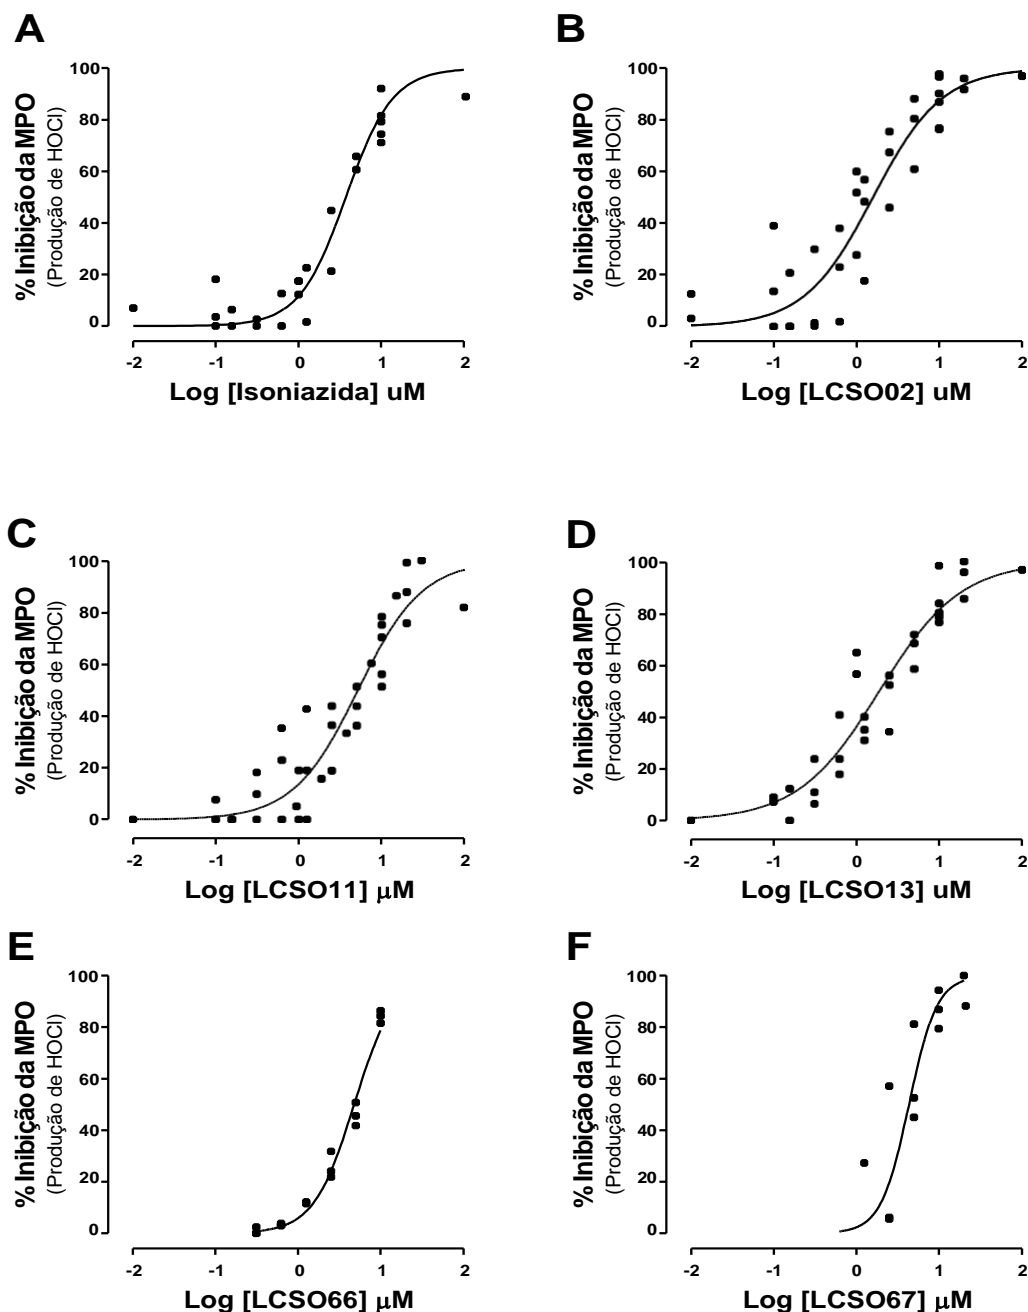 A
% Inibição da MPO
(Produção de HOCl)
100
80
60
40
20
0
-2 -1 0 1 2
Log [Isoniazida] uM
B
% Inibição da MPO
(Produção de HOCl)
100
80
60
40
20
0
-2 -1 0 1 2
Log [LCSO02] uM
C
% Inibição da MPO
(Produção de HOCl)
100
80
60
40
20
0
-2 -1 0 1 2
Log [LCSO11] μM
D
% Inibição da MPO
(Produção de HOCl)
100
80
60
40
20
0
-2 -1 0 1 2
Log [LCSO13] uM
E
% Inibição da MPO
(Produção de HOCl)
100
80
60
40
20
0
-2 -1 0 1 2
Log [LCSO66] μM
F
% Inibição da MPO
(Produção de HOCl)
100
80
60
40
20
0
-2 -1 0 1 2
Log [LCSO67] μM